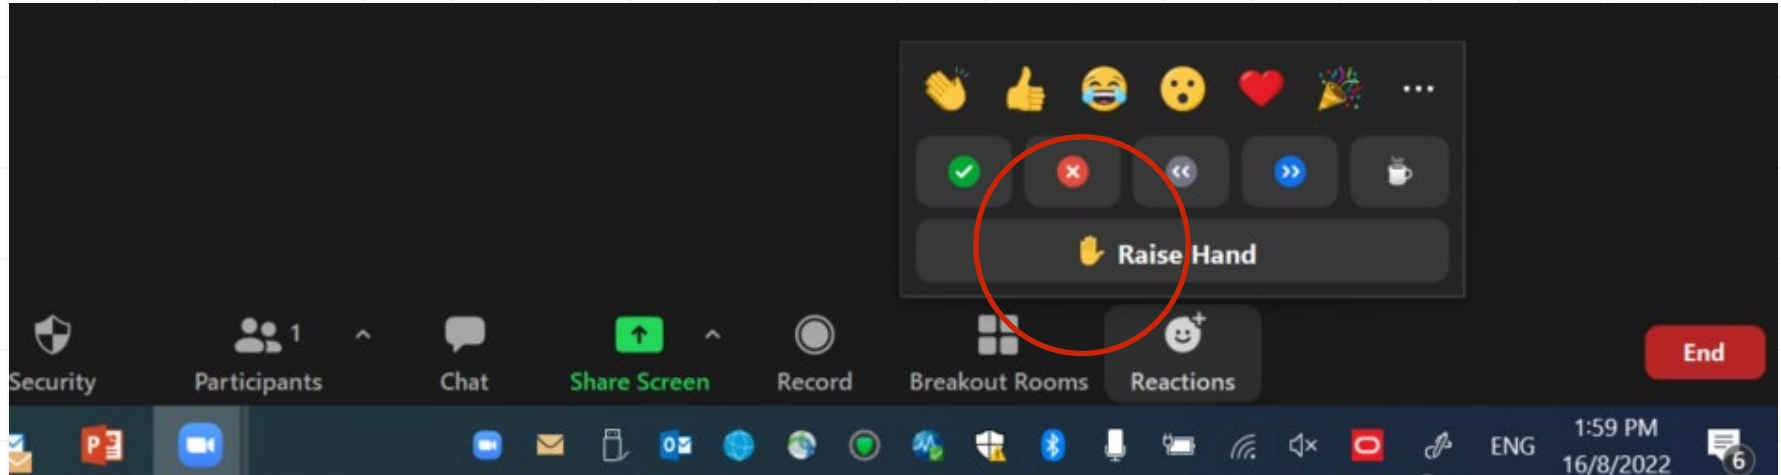 Raise Hand
1
Security
Participants
Chat
Share Screen
Record
Breakout Rooms
Reactions
End
P
ENG
1:59 PM
16/8/2022
6